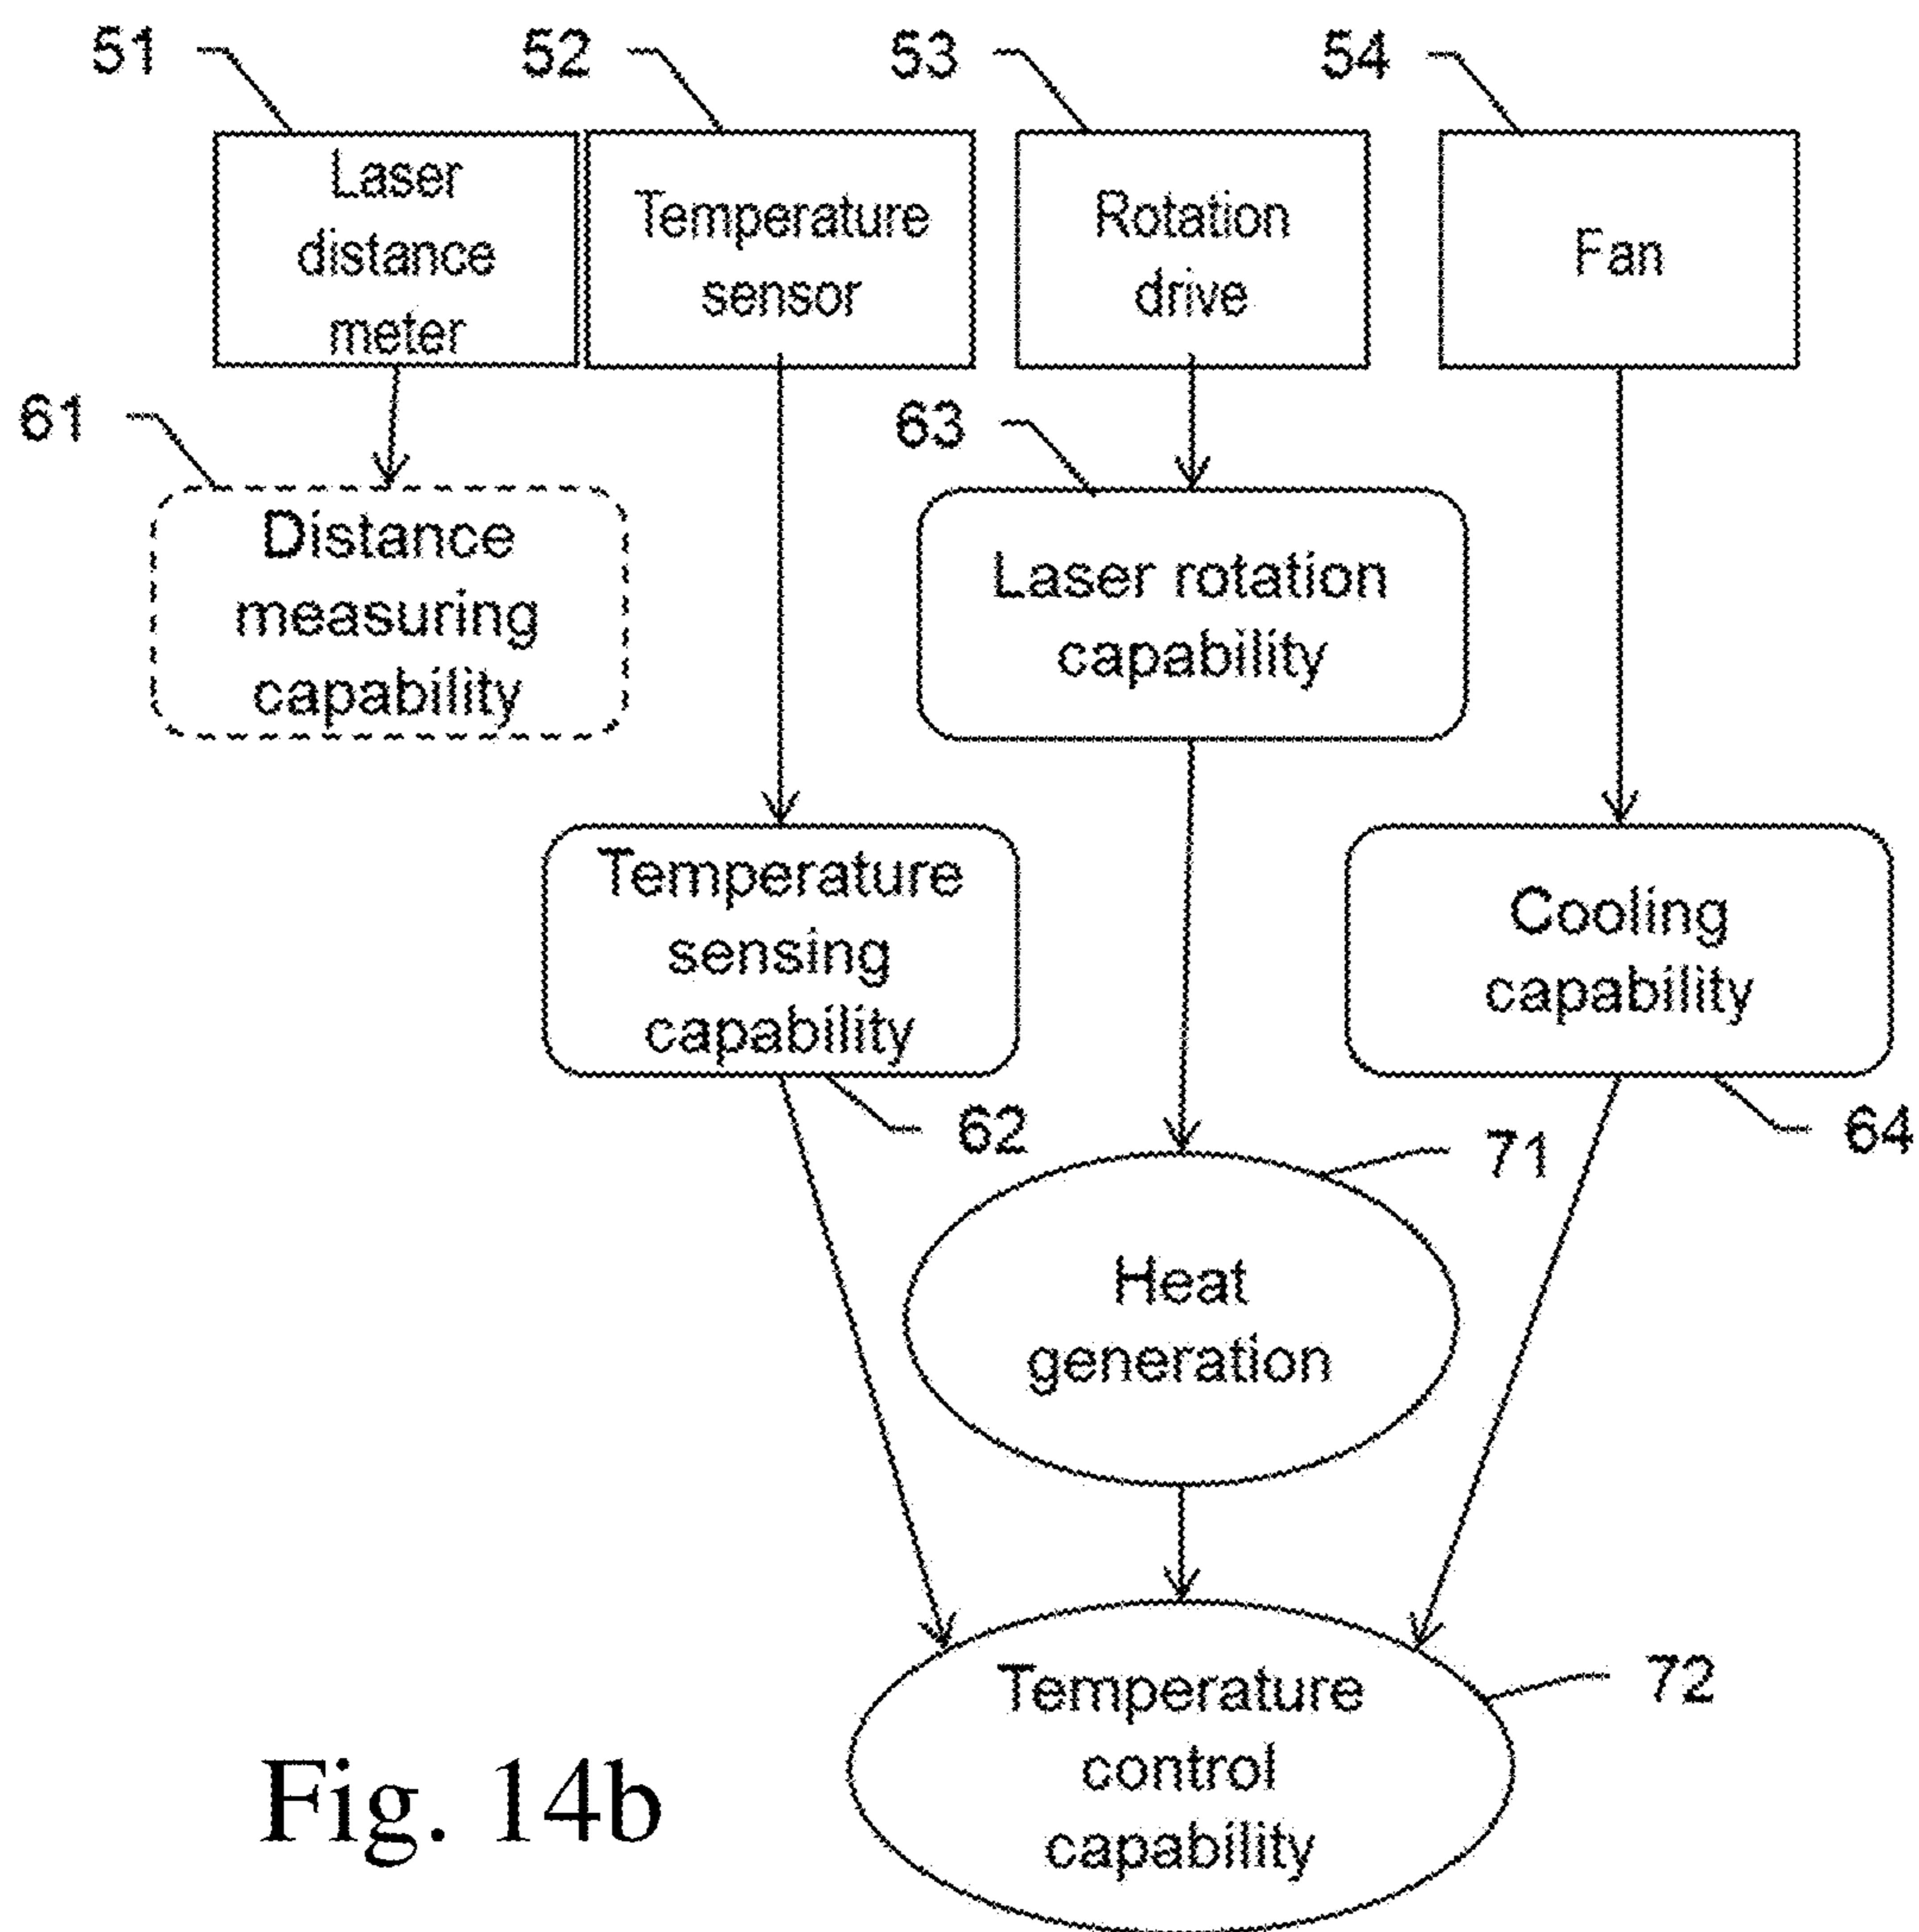 51
52
53
54
Laser
distance
meter
Temperature
sensor
Rotation
drive
Fan
61
63
Distance
measuring
capability
Laser rotation
capability
Temperature
sensing
capability
Cooling
capability
62
64
71
Heat
generation
Temperature
control
capability
72
Fig. 14b